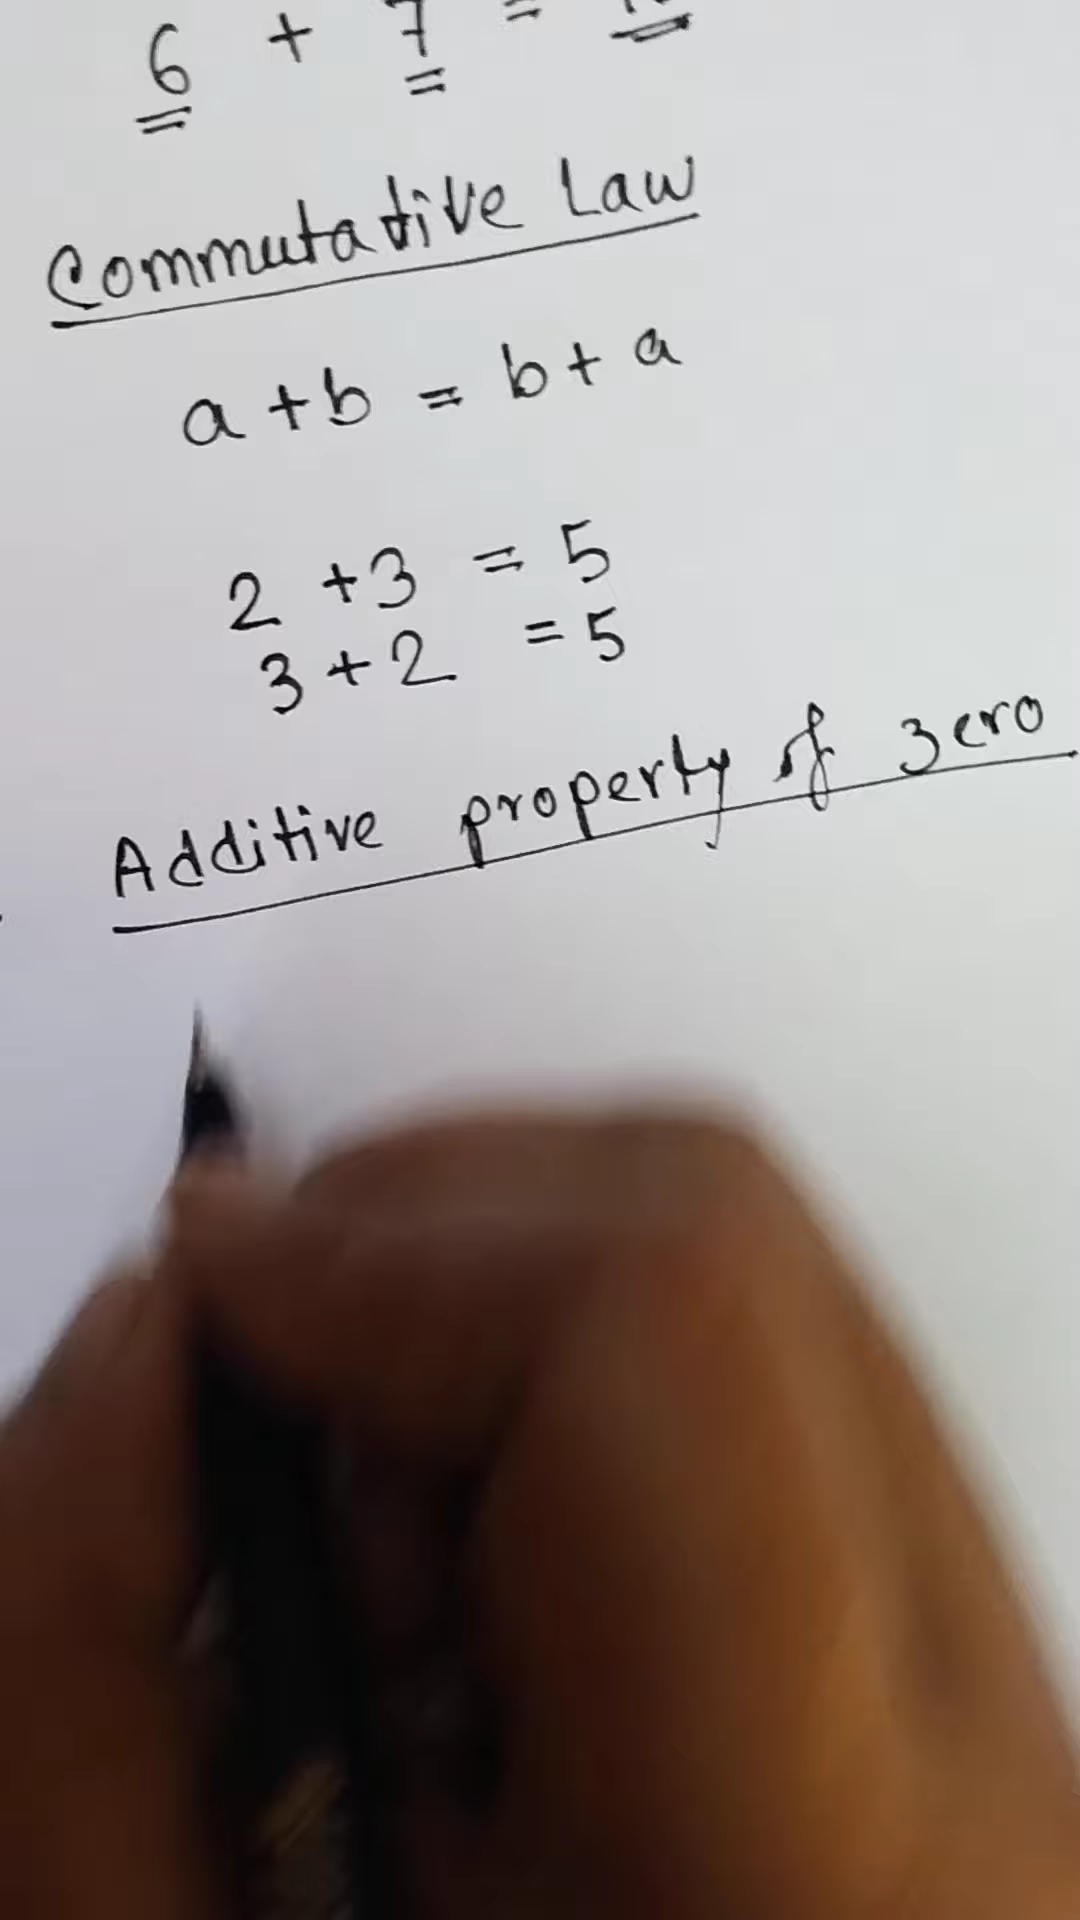 6 + 7 =
Commutative Law
a + b = b + a
2 + 3 = 5
3 + 2 = 5
Additive property of zero